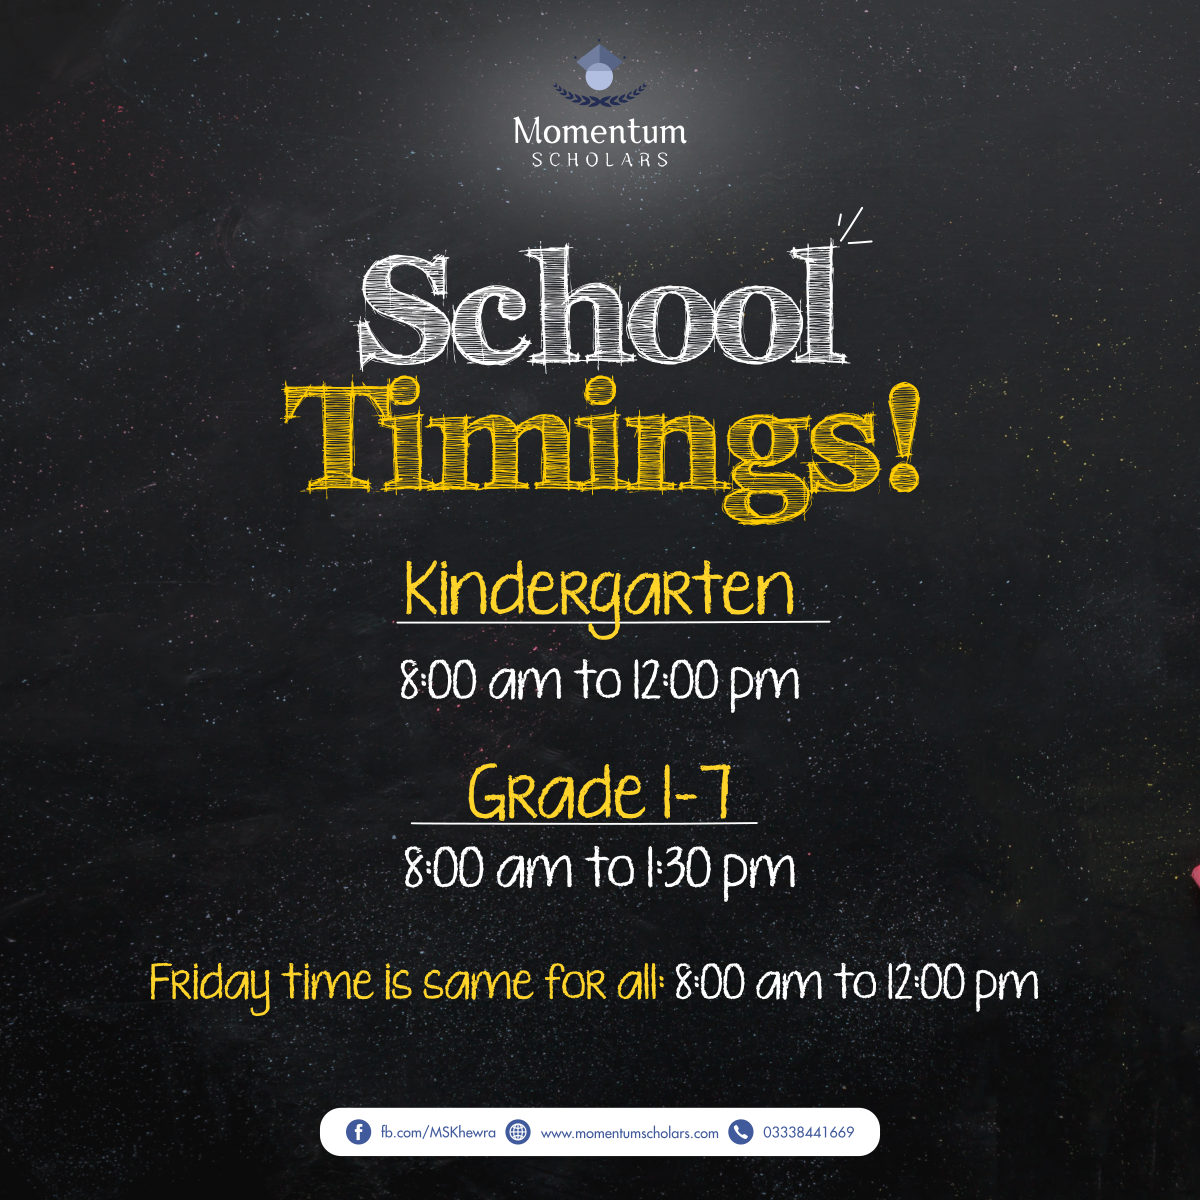 Momentum
SCHOLARS
School
Timings!
Kindergarten
8:00 am to 12:00 pm
Grade 1-7
8:00 am to 1:30 pm
Friday time is same for all: 8:00 am to 12:00 pm
fb.com/MSKhewra www.momentumscholars.com 03338441669